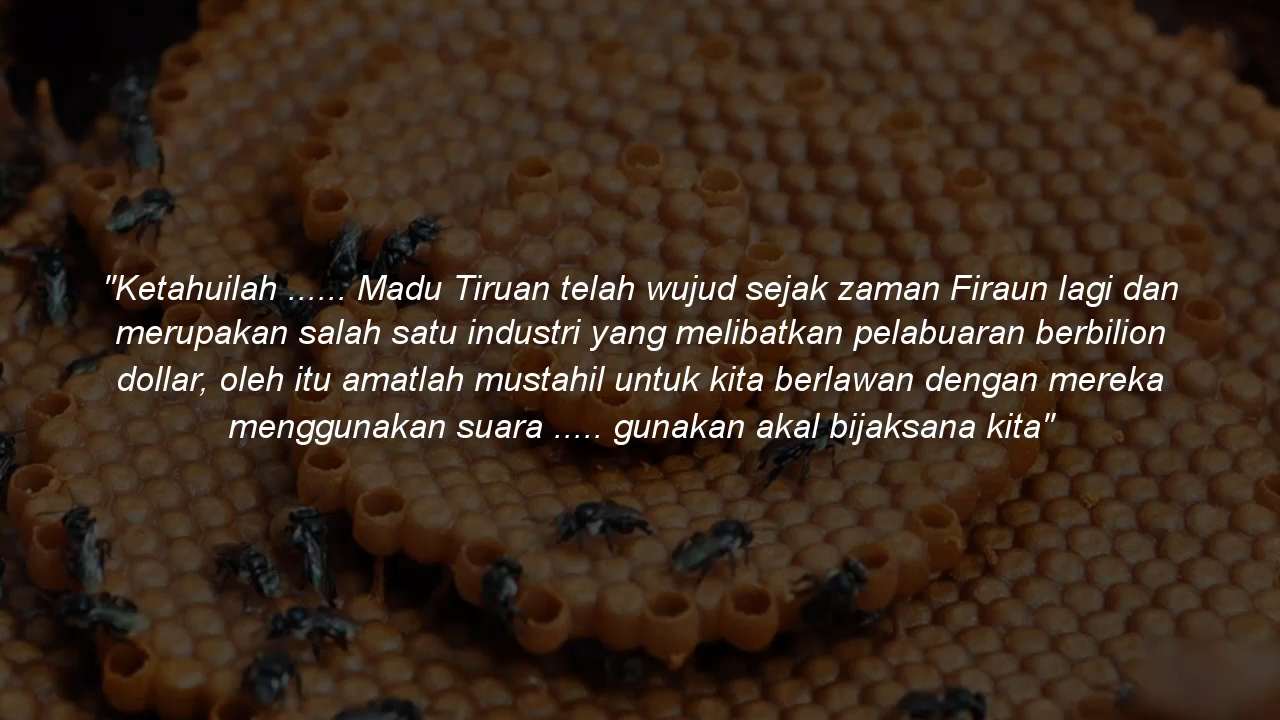 "Ketahuilah ...... Madu Tiruan telah wujud sejak zaman Firaun lagi dan
merupakan salah satu industri yang melibatkan pelabuaran berbilion
dollar, oleh itu amatlah mustahil untuk kita berlawan dengan mereka
menggunakan suara ..... gunakan akal bijaksana kita"